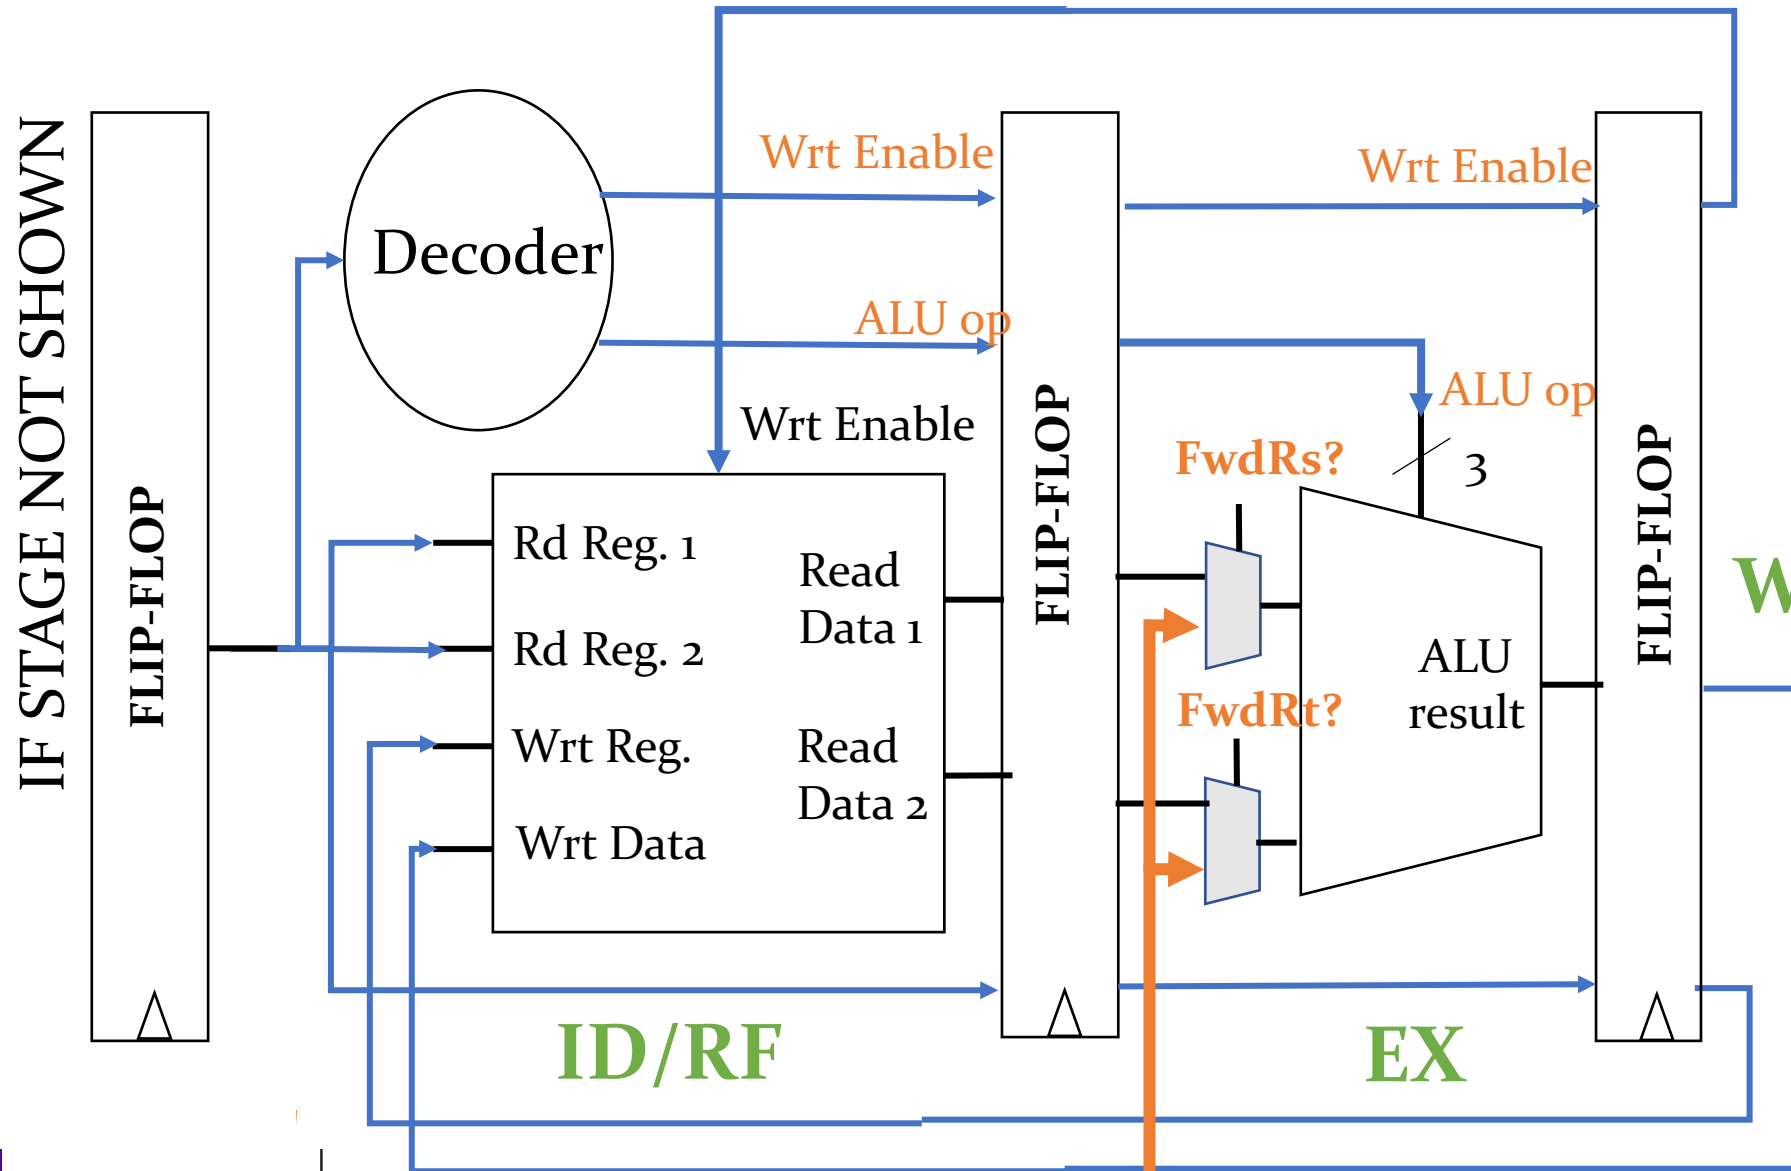 IF STAGE NOT SHOWN
FLIP-FLOP
Decoder
Wrt Enable
ALU op
Wrt Enable
Rd Reg. 1
Rd Reg. 2
Wrt Reg.
Wrt Data
Read
Data 1
Read
Data 2
ID/RF
FLIP-FLOP
Wrt Enable
ALU op
3
FwdRs?
FwdRt?
ALU
result
EX
FLIP-FLOP
W